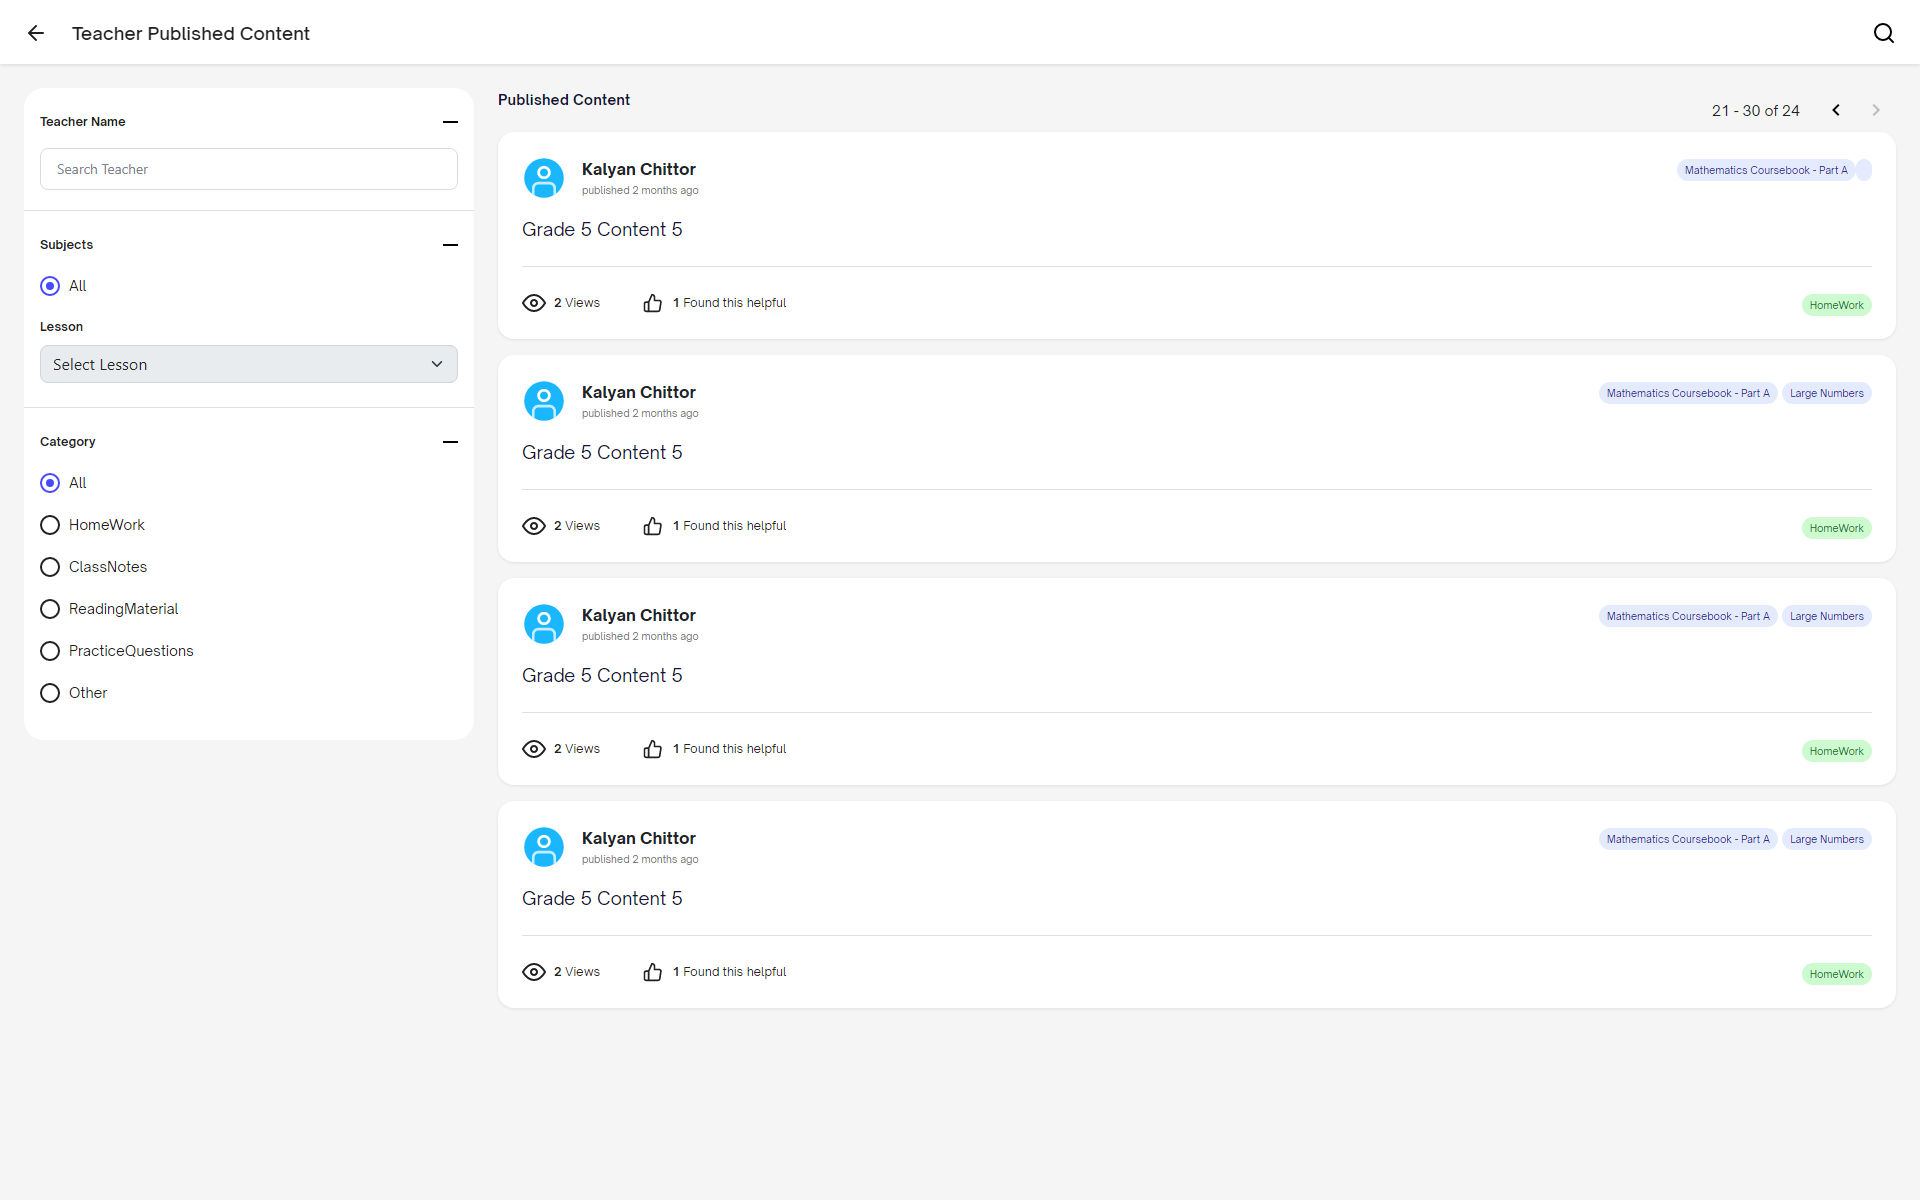 Teacher Published Content
Teacher Name
Search Teacher
Subjects
All
Lesson
Select Lesson
Category
All
HomeWork
ClassNotes
ReadingMaterial
PracticeQuestions
Other
Published Content
21 - 30 of 24
Kalyan Chittor
published 2 months ago
Mathematics Coursebook - Part A
Grade 5 Content 5
2 Views
1 Found this helpful
HomeWork
Kalyan Chittor
published 2 months ago
Mathematics Coursebook - Part A
Large Numbers
Grade 5 Content 5
2 Views
1 Found this helpful
HomeWork
Kalyan Chittor
published 2 months ago
Mathematics Coursebook - Part A
Large Numbers
Grade 5 Content 5
2 Views
1 Found this helpful
HomeWork
Kalyan Chittor
published 2 months ago
Mathematics Coursebook - Part A
Large Numbers
Grade 5 Content 5
2 Views
1 Found this helpful
HomeWork